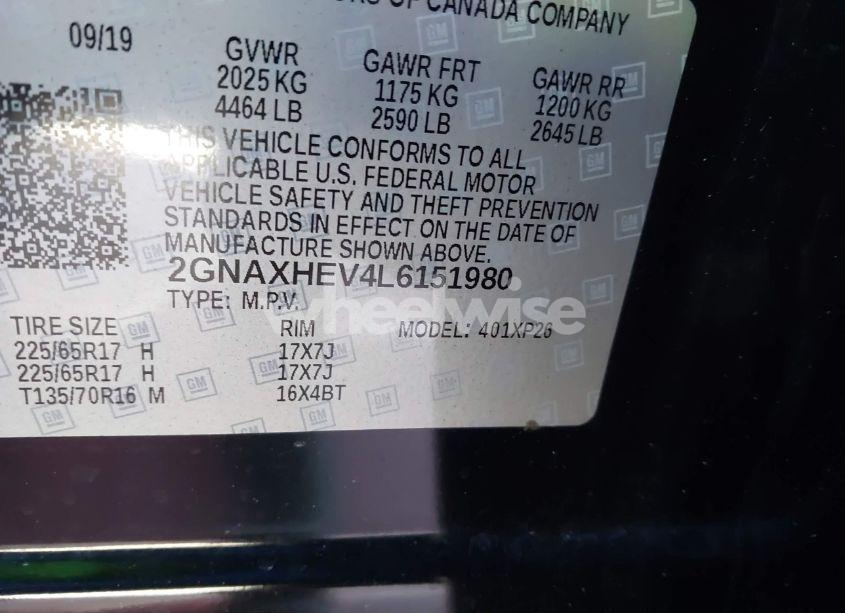 OF CANADA COMPANY
09/19
GVWR
2025 KG
4464 LB
GAWR FRT
1175 KG
2590 LB
GAWR RR
1200 KG
2645 LB
THIS VEHICLE CONFORMS TO ALL
APPLICABLE U.S. FEDERAL MOTOR
VEHICLE SAFETY AND THEFT PREVENTION
STANDARDS IN EFFECT ON THE DATE OF
MANUFACTURE SHOWN ABOVE.
2GNAXHEV4L6151980
TYPE: M.P.V.
wheelwise
TIRE SIZE RIM MODEL: 401XP26
225/65R17 H 17X7J
225/65R17 H 17X7J
T135/70R16 M 16X4BT
GM